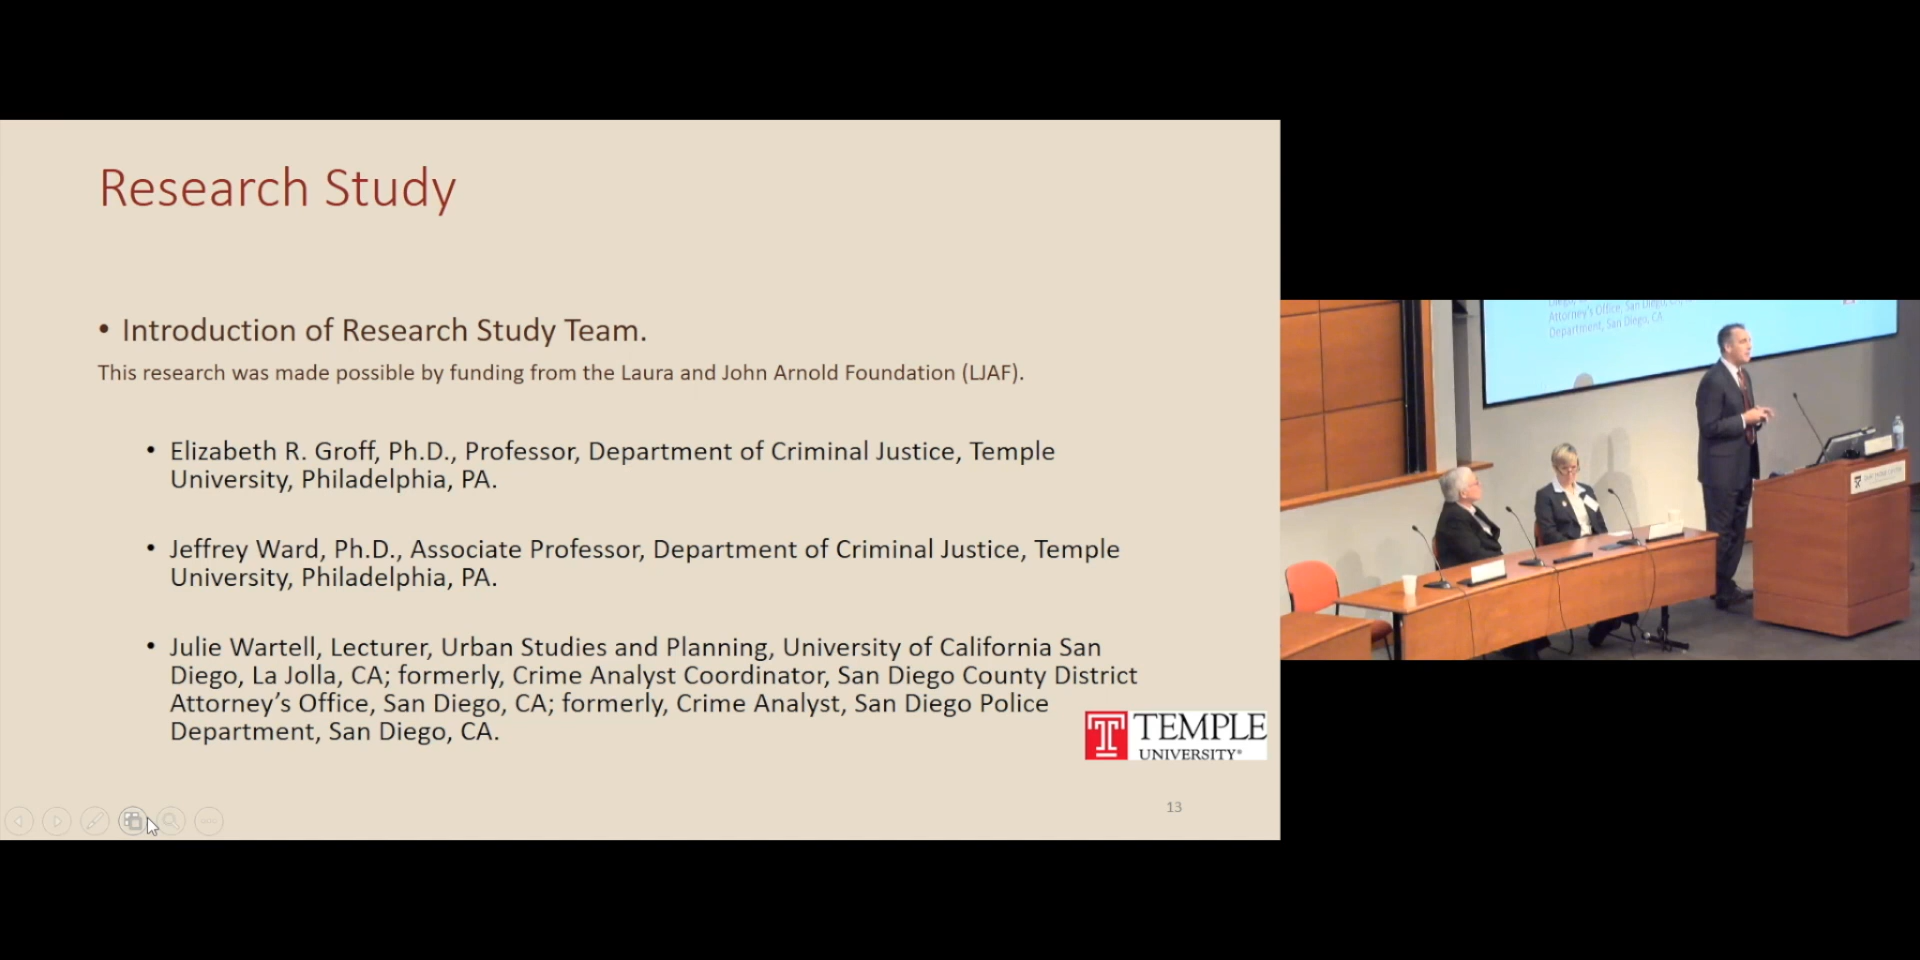 Research Study
• Introduction of Research Study Team.
This research was made possible by funding from the Laura and John Arnold Foundation (LJAF).
• Elizabeth R. Groff, Ph.D., Professor, Department of Criminal Justice, Temple
University, Philadelphia, PA.
• Jeffrey Ward, Ph.D., Associate Professor, Department of Criminal Justice, Temple
University, Philadelphia, PA.
• Julie Wartell, Lecturer, Urban Studies and Planning, University of California San
Diego, La Jolla, CA; formerly, Crime Analyst Coordinator, San Diego County District
Attorney’s Office, San Diego, CA; formerly, Crime Analyst, San Diego Police
Department, San Diego, CA.
TEMPLE
UNIVERSITY®
13
Attorney’s Office, San Diego,
Department, San Diego, CA.